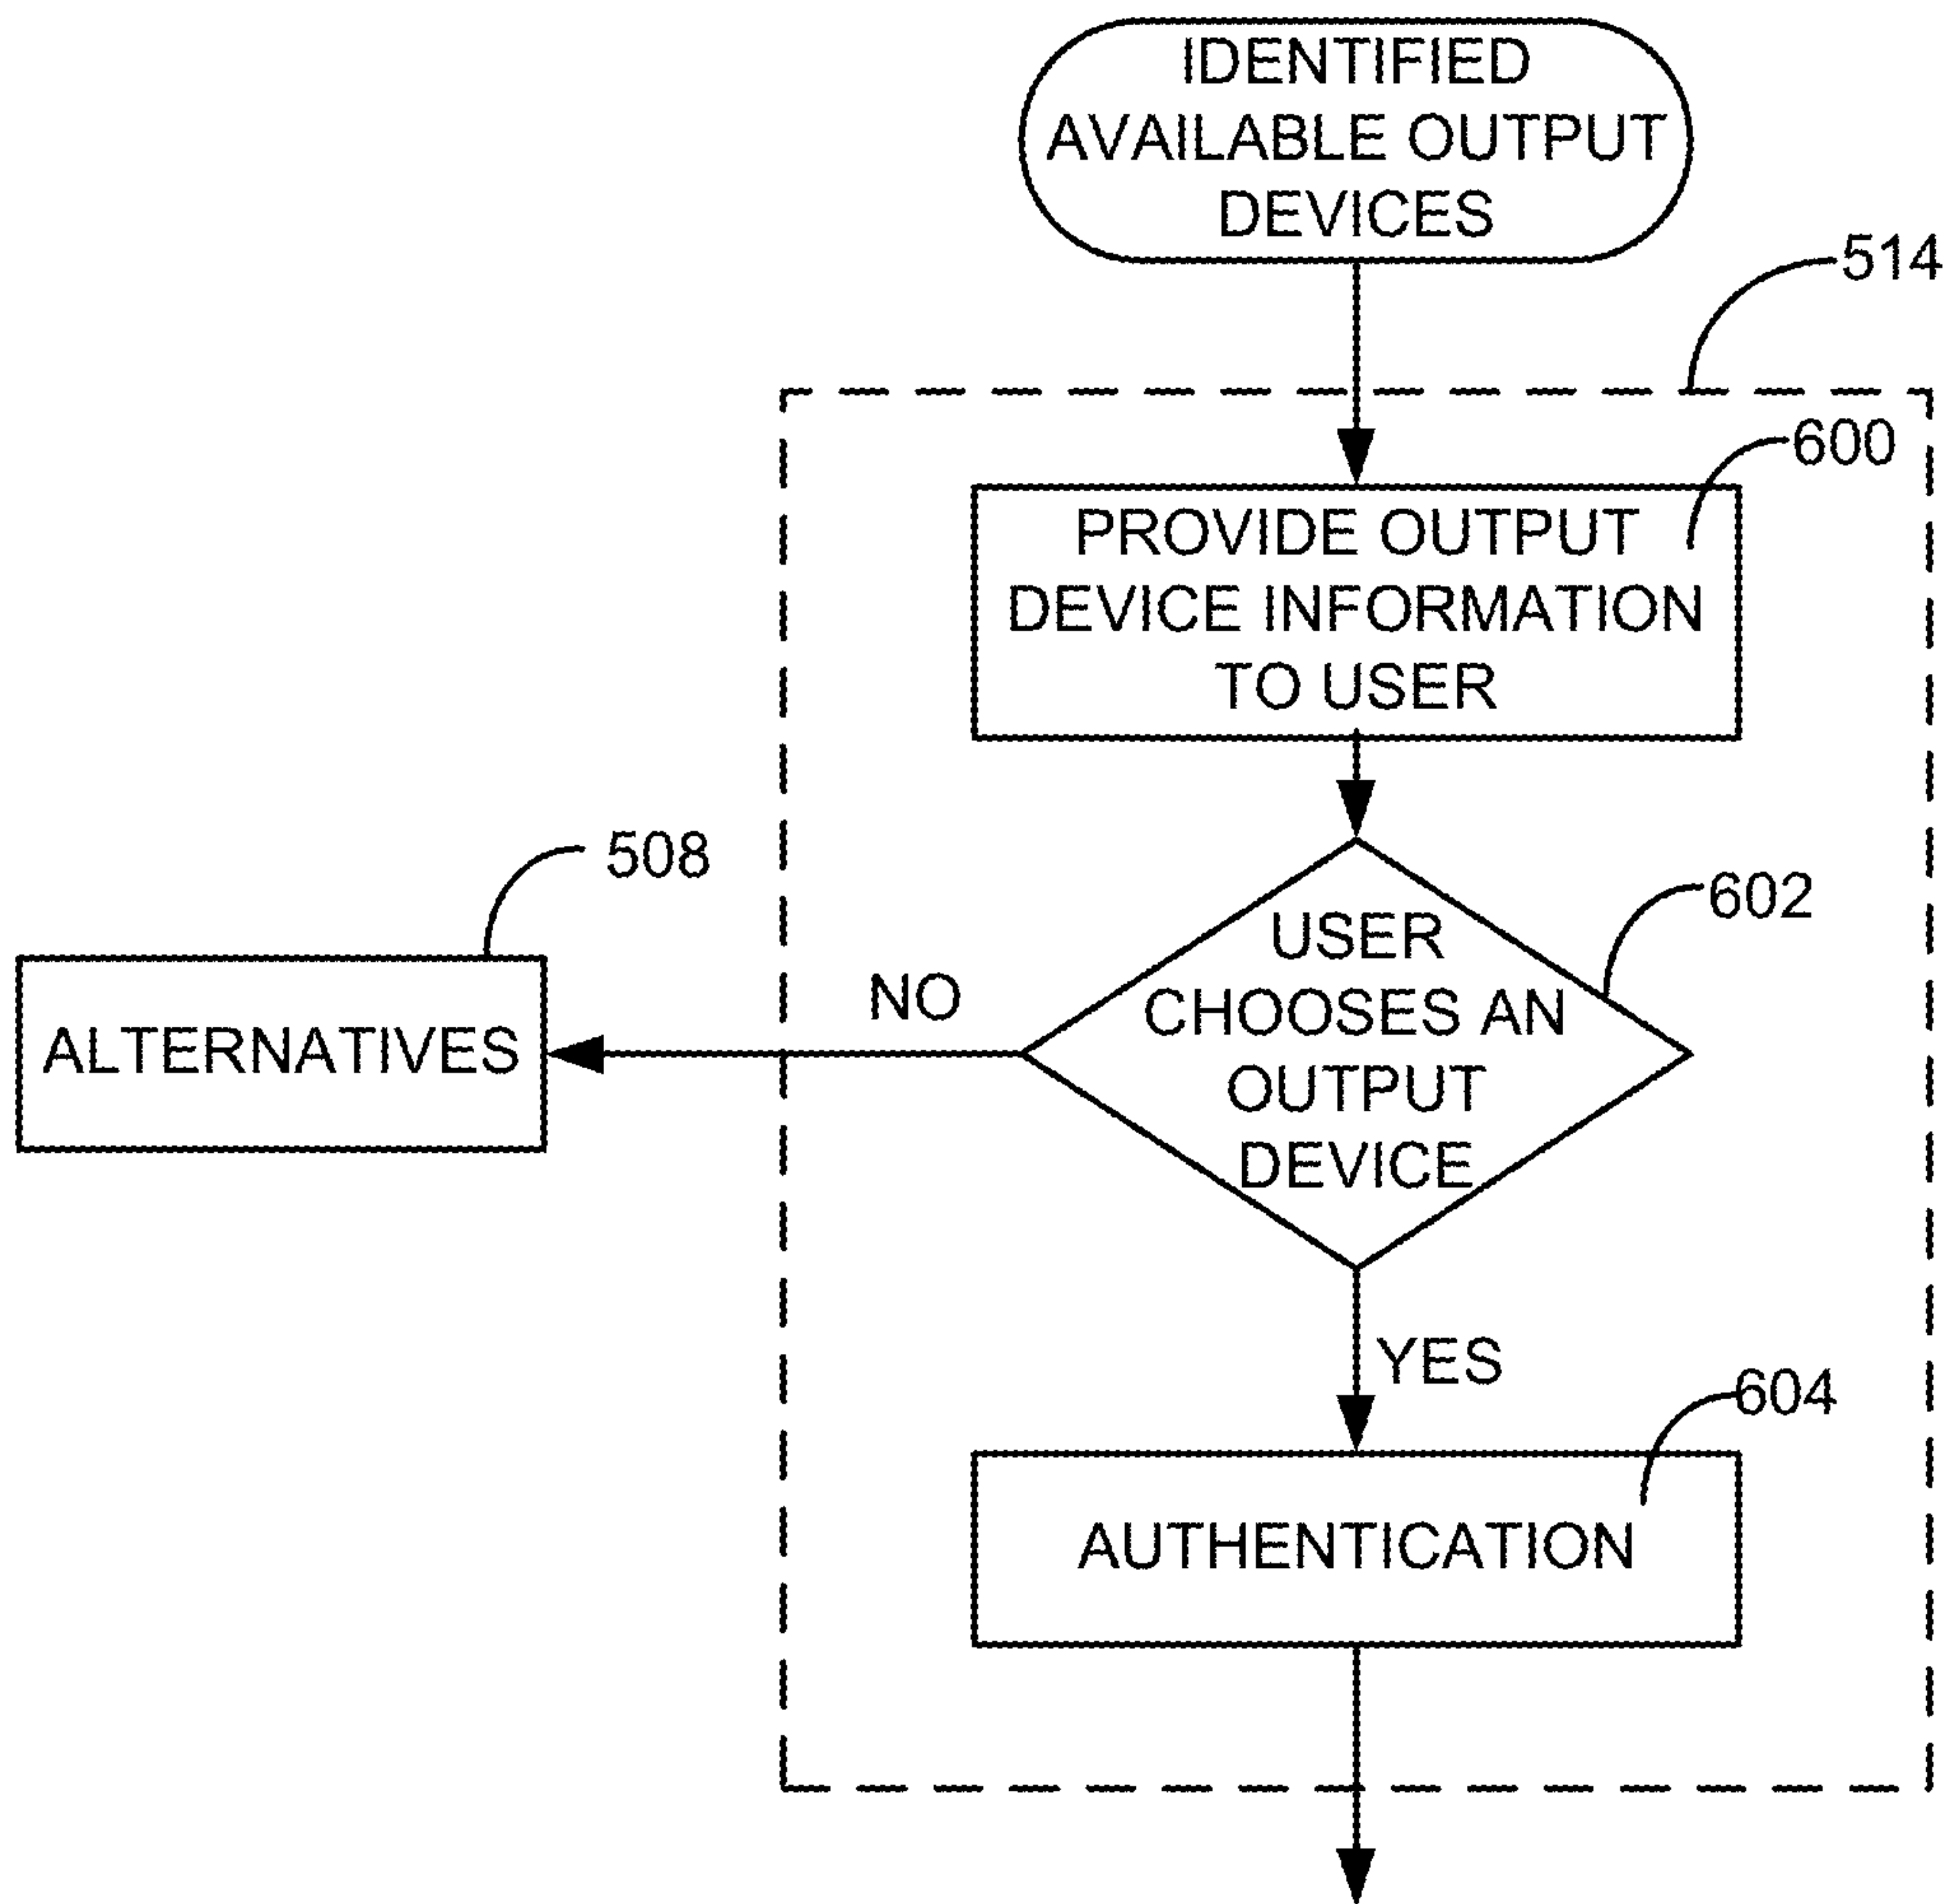 IDENTIFIED
AVAILABLE OUTPUT
DEVICES
514
600
PROVIDE OUTPUT
DEVICE INFORMATION
TO USER
508
602
USER
CHOOSES AN
OUTPUT
DEVICE
NO
ALTERNATIVES
YES
604
AUTHENTICATION